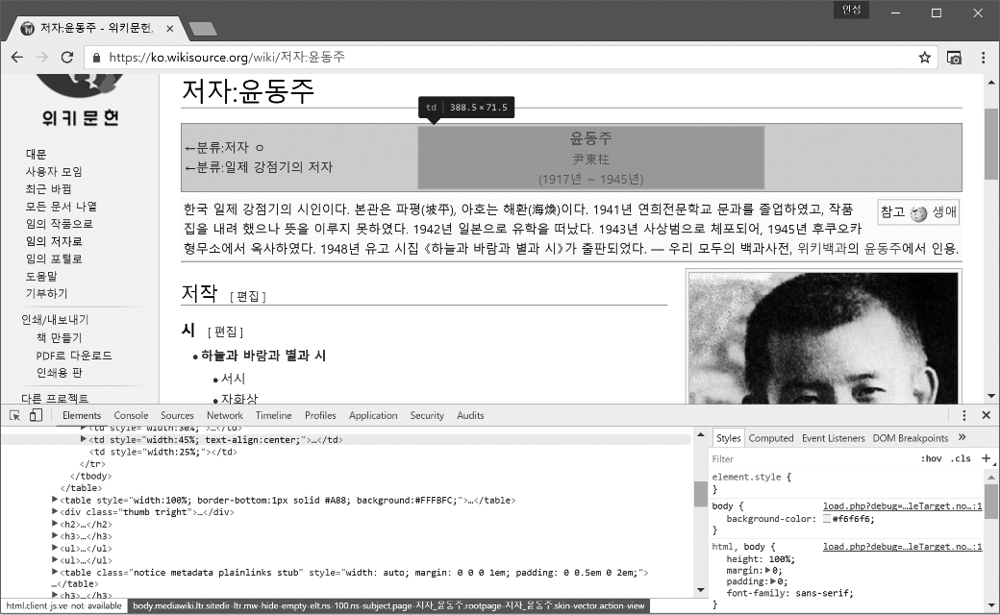 인성
저자:윤동주 - 위키문헌,
https://ko.wikisource.org/wiki/저자:윤동주
위키문헌
대문
사용자 모임
최근 바뀜
모든 문서 나열
임의 작품으로
임의 저자로
임의 포털로
도움말
기부하기
인쇄/내보내기
책 만들기
PDF로 다운로드
인쇄용 판
다른 프로젝트
저자:윤동주
td 388.5×71.5
←분류:저자 ㅇ
←분류:일제 강점기의 저자
윤동주
尹東柱
(1917년 ~ 1945년)
한국 일제 강점기의 시인이다. 본관은 파평(坡平), 아호는 해환(海煥)이다. 1941년 연희전문학교 문과를 졸업하였고, 작품
집을 내려 했으나 뜻을 이루지 못하였다. 1942년 일본으로 유학을 떠났다. 1943년 사상범으로 체포되어, 1945년 후쿠오카
형무소에서 옥사하였다. 1948년 유고 시집 《하늘과 바람과 별과 시》가 출판되었다. — 우리 모두의 백과사전, 위키백과의 윤동주에서 인용.
참고 생애
저작 [ 편집 ]
시 [ 편집 ]
• 하늘과 바람과 별과 시
• 서시
• 자화상
Elements Console Sources Network Timeline Profiles Application Security Audits
▶<td style="width:30%; ">…</td>
▶<td style="width:45%; text-align:center;">…</td>
<td style="width:25%;"></td>
</tr>
</tbody>
</table>
▶<table style="width:100%; border-bottom:1px solid #A88; background:#FFFBFC;">…</table>
▶<div class="thumb tright">…</div>
▶<h2>…</h2>
▶<h3>…</h3>
▶<ul>…</ul>
▶<ul>…</ul>
▶<table class="notice metadata plainlinks stub" style="width: auto; margin: 0 0 0 1em; padding: 0 0.5em 0 2em;">
…</table>
▶<h3>…</h3>
html.client-js.ve-not-available body.mediawiki.ltr.sitedir-ltr.mw-hide-empty-elt.ns-100.ns-subject.page-저자_윤동주.rootpage-저자_윤동주.skin-vector.action-view
Styles Computed Event Listeners DOM Breakpoints »
Filter :hov .cls +
element.style {
}
body { load.php?debug=…leTarget.no…:1
background-color: #f6f6f6;
}
html, body { load.php?debug=…leTarget.no…:1
height: 100%;
margin:▶0;
padding:▶0;
font-family: sans-serif;
}